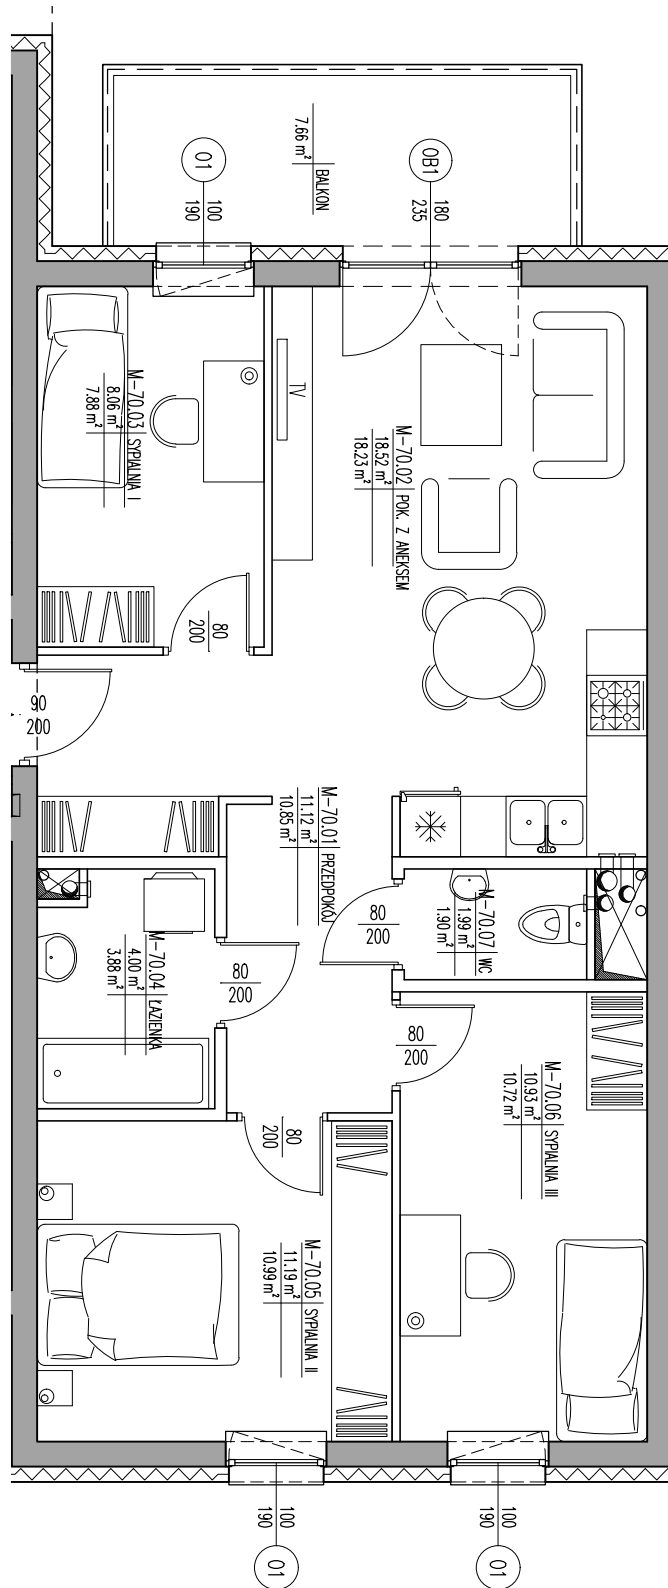 01
100
190
BALKON
7.66 m²
OB1
180
235
M-70.03
8.06 m²
7.88 m²
SYPIALNIA I
TV
M-70.02
18.52 m²
18.23 m²
POK. Z ANEKSEM
80
200
90
200
M-70.01
11.12 m²
10.85 m²
PRZEDPOKÓJ
80
200
M-70.07
1.99 m²
1.90 m²
WC
M-70.04
4.00 m²
3.88 m²
ŁAZIENKA
80
200
80
200
M-70.06
10.93 m²
10.72 m²
SYPIALNIA III
80
200
M-70.05
11.19 m²
10.99 m²
SYPIALNIA II
100
190
01
100
190
01